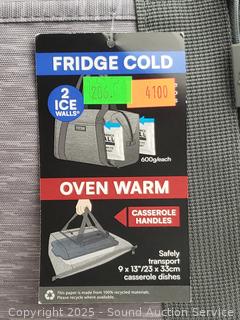 FRIDGE COLD
2
ICE
WALLS®
4100
600g/each
OVEN WARM
CASSEROLE
HANDLES
Safely
transport
9 x 13"/23 x 33cm
casserole dishes
This paper is made from 100% recycled materials.
Please recycle where available.
Copyright 2025 - Sound Auction Service